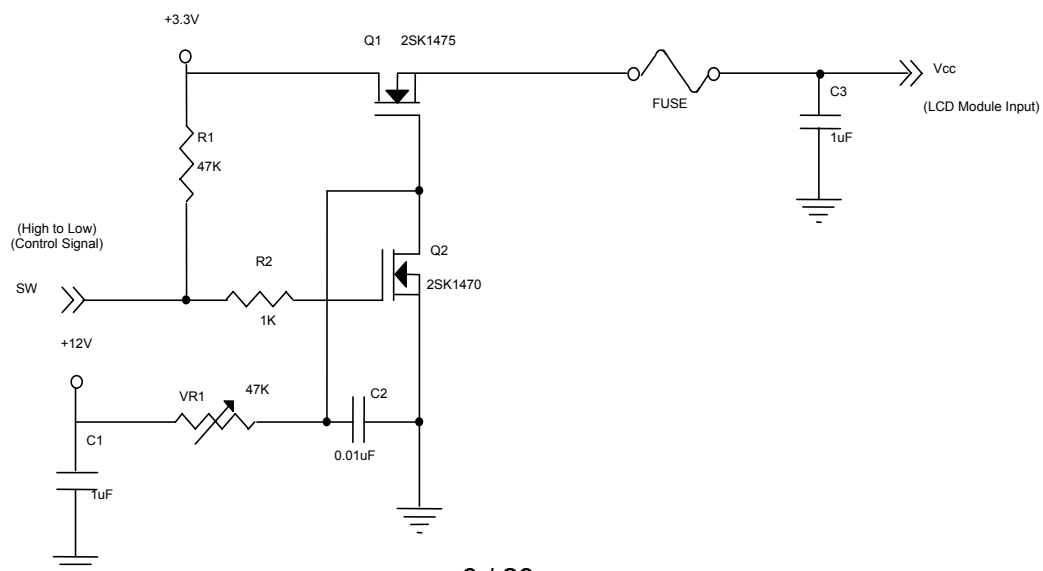 +3.3V
Q1 2SK1475
Vcc
C3
FUSE
(LCD Module Input)
R1
1uF
47K
(High to Low)
(Control Signal)
Q2
R2
SW
2SK1470
1K
+12V
VR1
47K
C2
C1
0.01uF
1uF